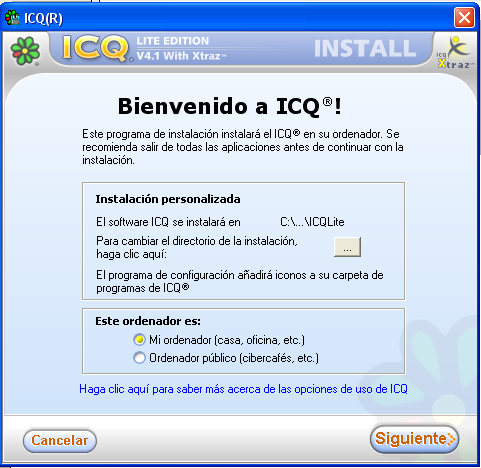 ICQ(R)
ICQ LITE EDITION
V4.1 With Xtraz™
INSTALL
icq
Xtraz™
Bienvenido a ICQ®!
Este programa de instalación instalará el ICQ® en su ordenador. Se
recomienda salir de todas las aplicaciones antes de continuar con la
instalación.
Instalación personalizada
El software ICQ se instalará en C:\...\ICQLite
Para cambiar el directorio de la instalación,
haga clic aquí: ...
El programa de configuración añadirá iconos a su carpeta de
programas de ICQ®
Este ordenador es:
Mi ordenador (casa, oficina, etc.)
Ordenador público (cibercafés, etc.)
Haga clic aquí para saber más acerca de las opciones de uso de ICQ
Cancelar
Siguiente